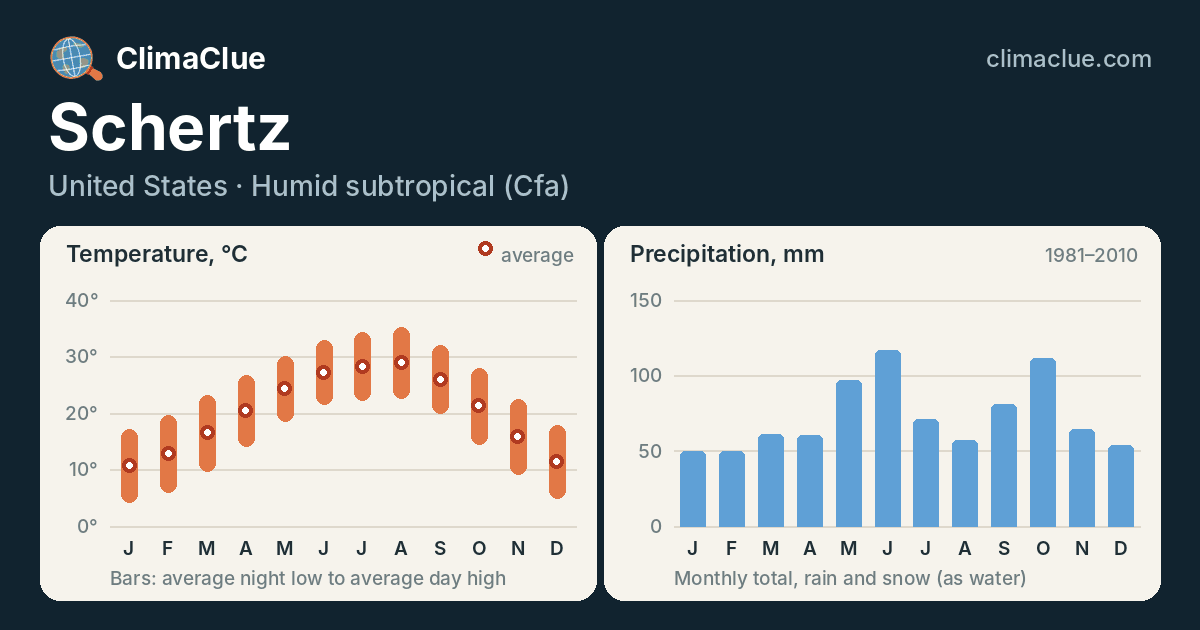 ClimaClue
climaclue.com
Schertz
United States · Humid subtropical (Cfa)
Temperature, °C
average
40°
30°
20°
10°
0°
J F M A M J J A S O N D
Bars: average night low to average day high
Precipitation, mm
1981–2010
150
100
50
0
J F M A M J J A S O N D
Monthly total, rain and snow (as water)